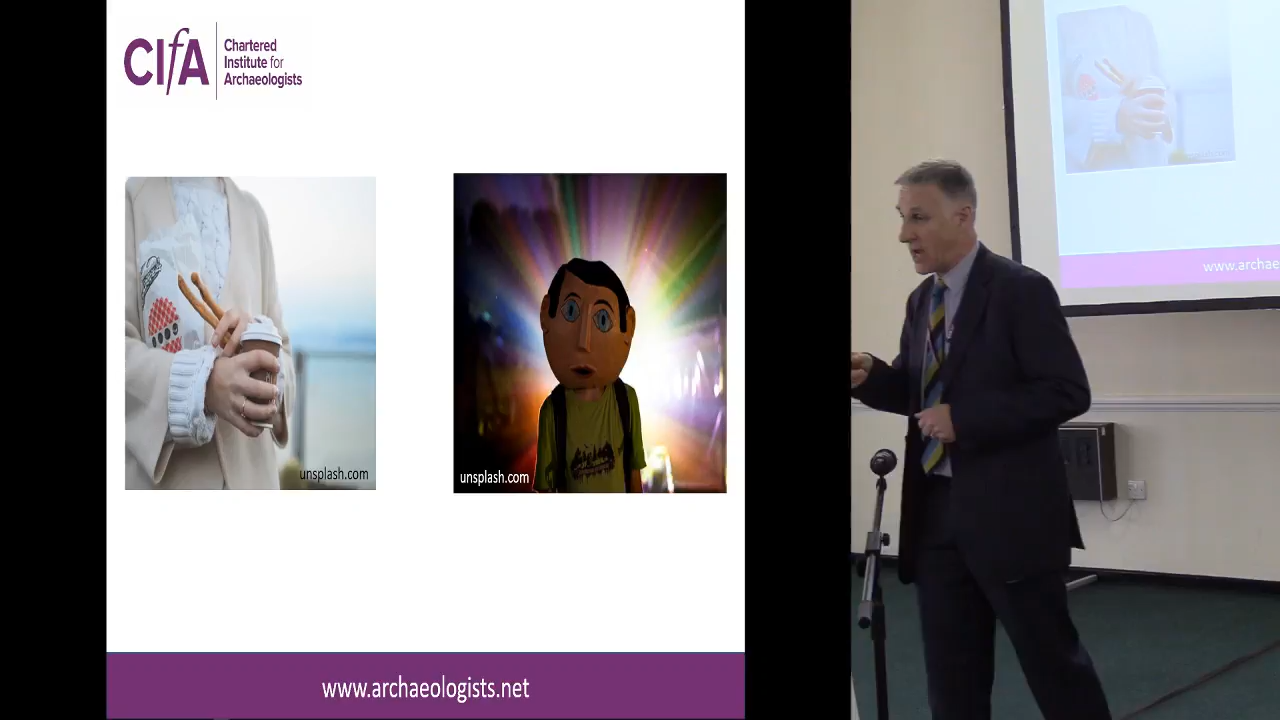 CIfA
Chartered
Institute for
Archaeologists
unsplash.com
unsplash.com
www.archaeologists.net
www.archae